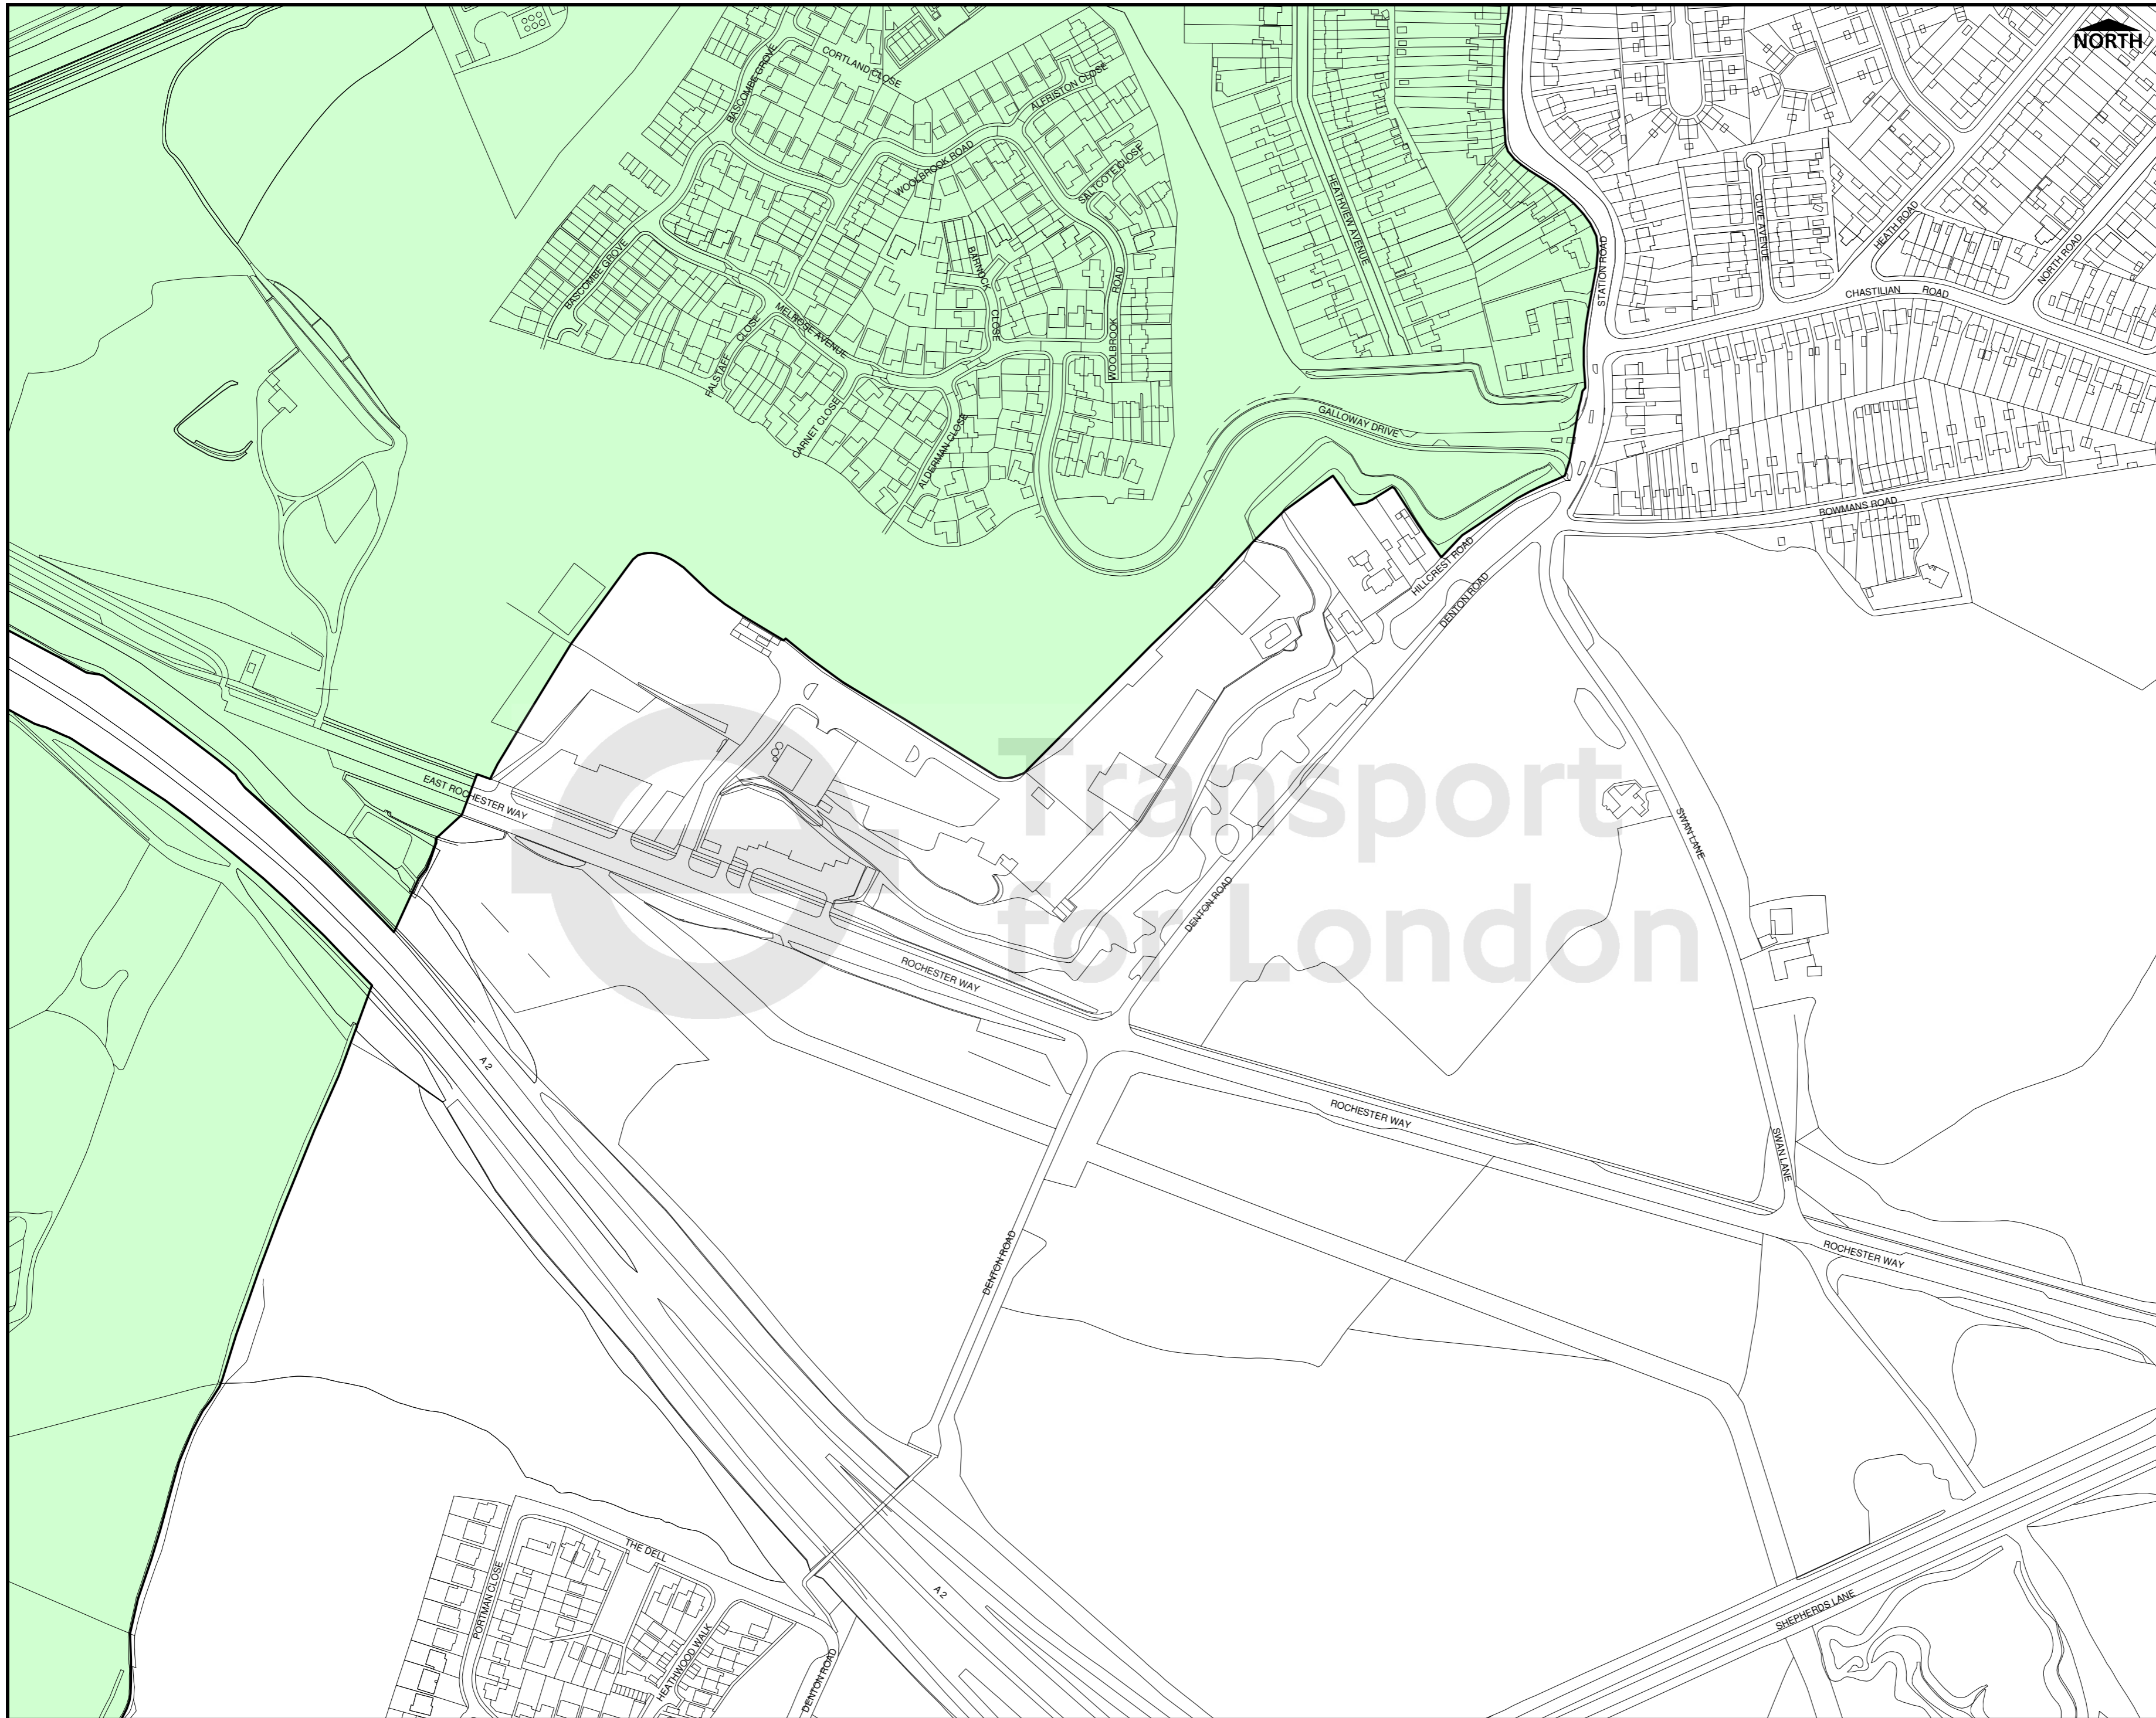 NORTH
CORTLAND CLOSE
BASCOMBE GROVE
ALFRISTON CLOSE
WOOLBROOK ROAD
SALTCOTE CLOSE
HEATHVIEW AVENUE
CLIVE AVENUE
HEATH ROAD
NORTH ROAD
STATION ROAD
BASCOMBE GROVE
BARNOCK
CLOSE
ROAD
WOOLBROOK
CHASTILIAN ROAD
MELROSE AVENUE
FALSTAFF CLOSE
CARNET CLOSE
ALDERMAN CLOSE
GALLOWAY DRIVE
BOWMANS ROAD
HILLCREST ROAD
DENTON ROAD
EAST ROCHESTER WAY
Transport
for London
SWAN LANE
DENTON ROAD
ROCHESTER WAY
A 2
ROCHESTER WAY
SWAN LANE
DENTON ROAD
ROCHESTER WAY
THE DELL
PORTMAN CLOSE
HEATHWOOD WALK
DENTON ROAD
A 2
SHEPHERDS LANE